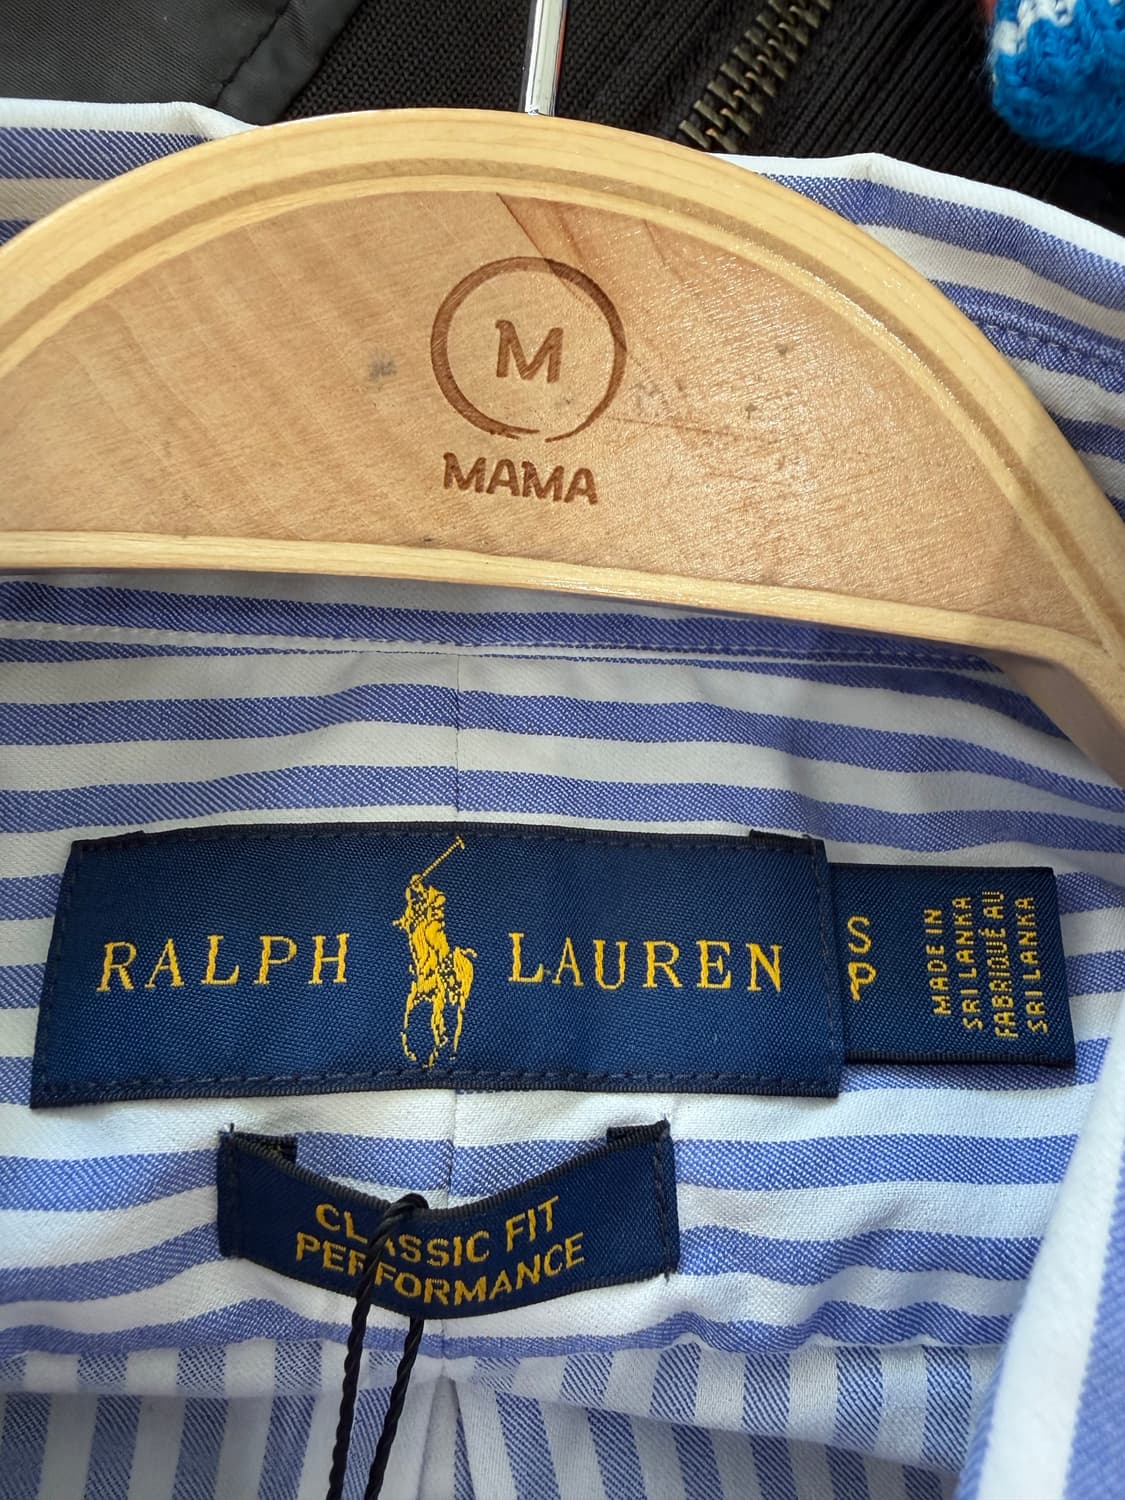 M
MAMA
RALPH LAUREN
S
P
MADE IN
SRI LANKA
FABRIQUÉ AU
SRI LANKA
CLASSIC FIT
PERFORMANCE